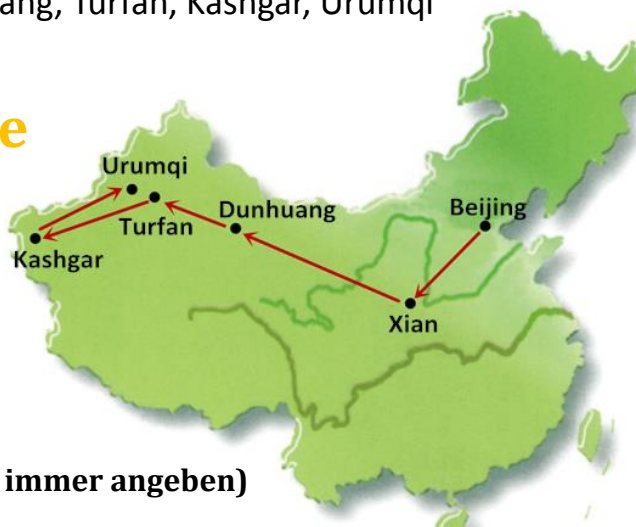 ang, Turfan, Kashgar, Urumqi
e
Urumqi
Turfan
Dunhuang
Beijing
Kashgar
Xian
immer angeben)